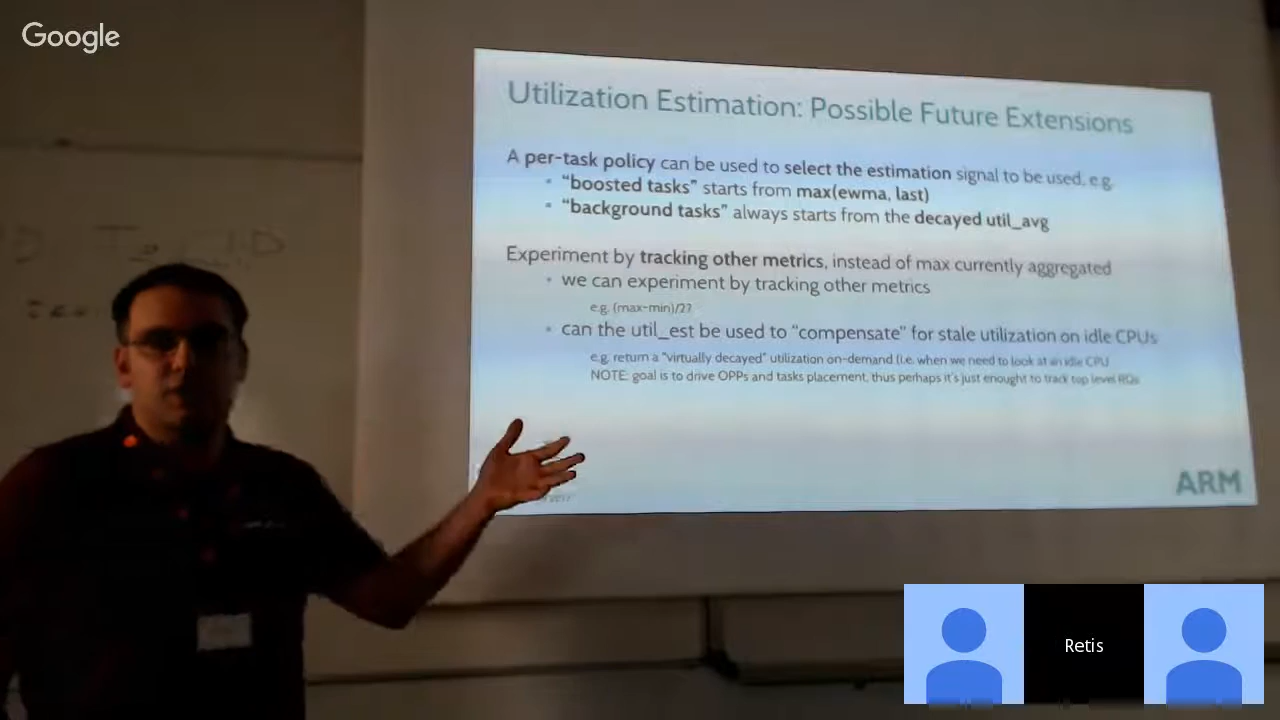 Google
Utilization Estimation: Possible Future Extensions
A per-task policy can be used to select the estimation signal to be used, e.g.
• "boosted tasks" starts from max(ewma, last)
• "background tasks" always starts from the decayed util_avg
Experiment by tracking other metrics, instead of max currently aggregated
• we can experiment by tracking other metrics
e.g. (max-min)/2?
• can the util_est be used to "compensate" for stale utilization on idle CPUs
e.g. return a "virtually decayed" utilization on-demand (i.e. when we need to look at an idle CPU
NOTE: goal is to drive OPPs and tasks placement, thus perhaps it's just enought to track top level RQs
ARM
Retis